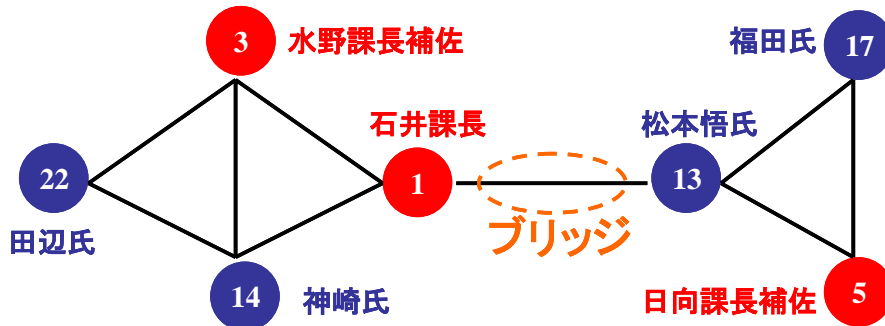 3
水野課長補佐
福田氏
17
石井課長
松本悟氏
22
1
13
ブリッジ
田辺氏
14
神崎氏
日向課長補佐
5